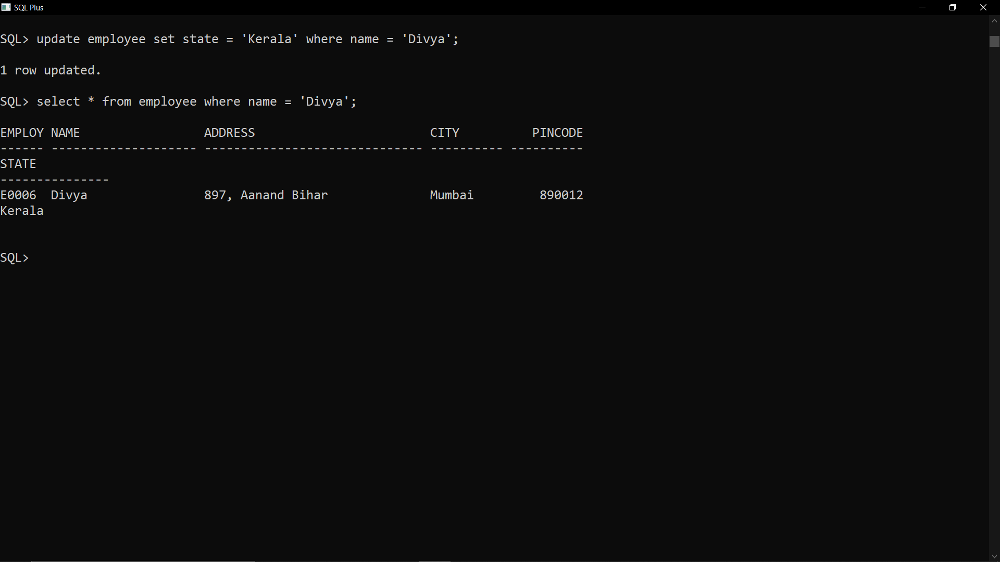 SQL Plus
SQL> update employee set state = 'Kerala' where name = 'Divya';
1 row updated.
SQL> select * from employee where name = 'Divya';
EMPLOY NAME                 ADDRESS                        CITY          PINCODE
------ -------------------- ------------------------------ ---------- ----------
STATE
---------------
E0006  Divya                897, Aanand Bihar              Mumbai         890012
Kerala
SQL>